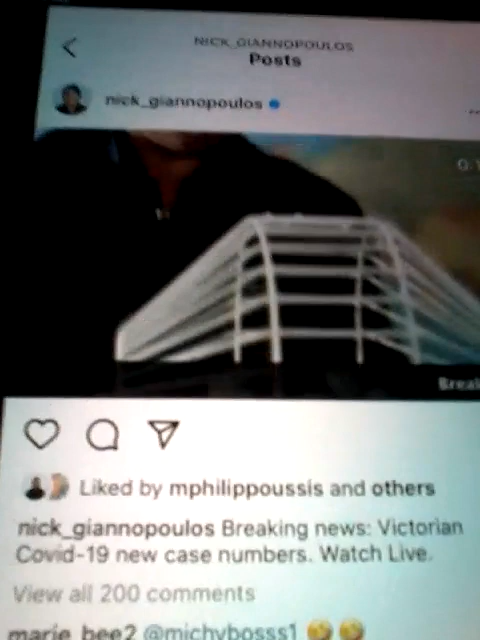 NICK_GIANNOPOULOS
Posts
nick_giannopoulos
Liked by mphilippoussis and others
nick_giannopoulos Breaking news: Victorian
Covid-19 new case numbers. Watch Live.
View all 200 comments
marie_bee2 @michybosss1